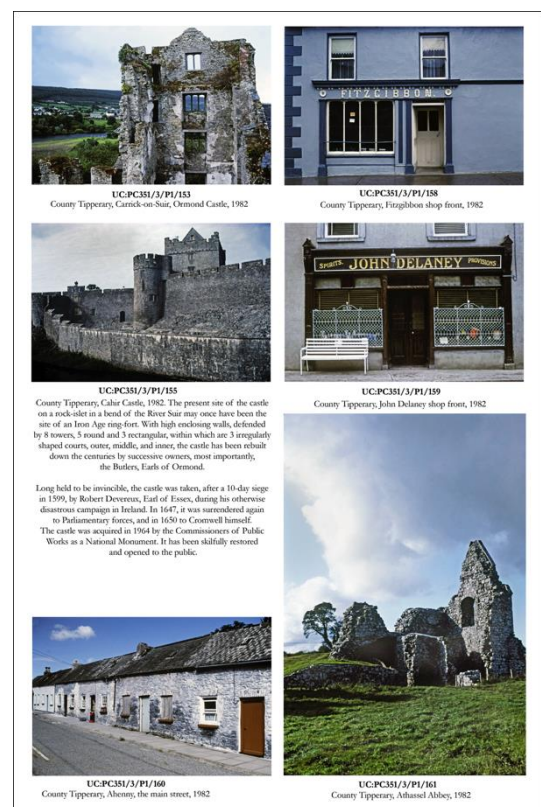 UC:PC351/3/P1/153
County Tipperary, Carrick-on-Suir, Ormond Castle, 1982
FITZGIBBON.
UC:PC351/3/P1/158
County Tipperary, Fitzgibbon shop front, 1982
UC:PC351/3/P1/155
County Tipperary, Cahir Castle, 1982. The present site of the castle
on a rock-islet in a bend of the River Suir may once have been the
site of an Iron Age ring-fort. With high enclosing walls, defended
by 8 towers, 5 round and 3 rectangular, within which are 3 irregularly
shaped courts, outer, middle, and inner, the castle has been rebuilt
down the centuries by successive owners, most importantly,
the Butlers, Earls of Ormond.
Long held to be invincible, the castle was taken, after a 10-day siege
in 1599, by Robert Devereux, Earl of Essex, during his otherwise
disastrous campaign in Ireland. In 1647, it was surrendered again
to Parliamentary forces, and in 1650 to Cromwell himself.
The castle was acquired in 1964 by the Commissioners of Public
Works as a National Monument. It has been skilfully restored
and opened to the public.
SPIRITS. JOHN DELANEY PROVISIONS
UC:PC351/3/P1/159
County Tipperary, John Delaney shop front, 1982
UC:PC351/3/P1/160
County Tipperary, Ahenny, the main street, 1982
UC:PC351/3/P1/161
County Tipperary, Athassel Abbey, 1982